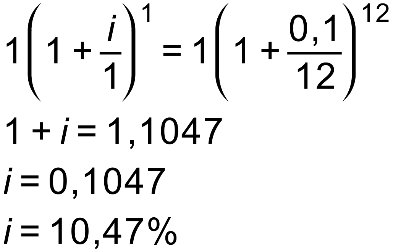 1(1 + i/1)^1 = 1(1 + 0,1/12)^12
1 + i = 1,1047
i = 0,1047
i = 10,47%